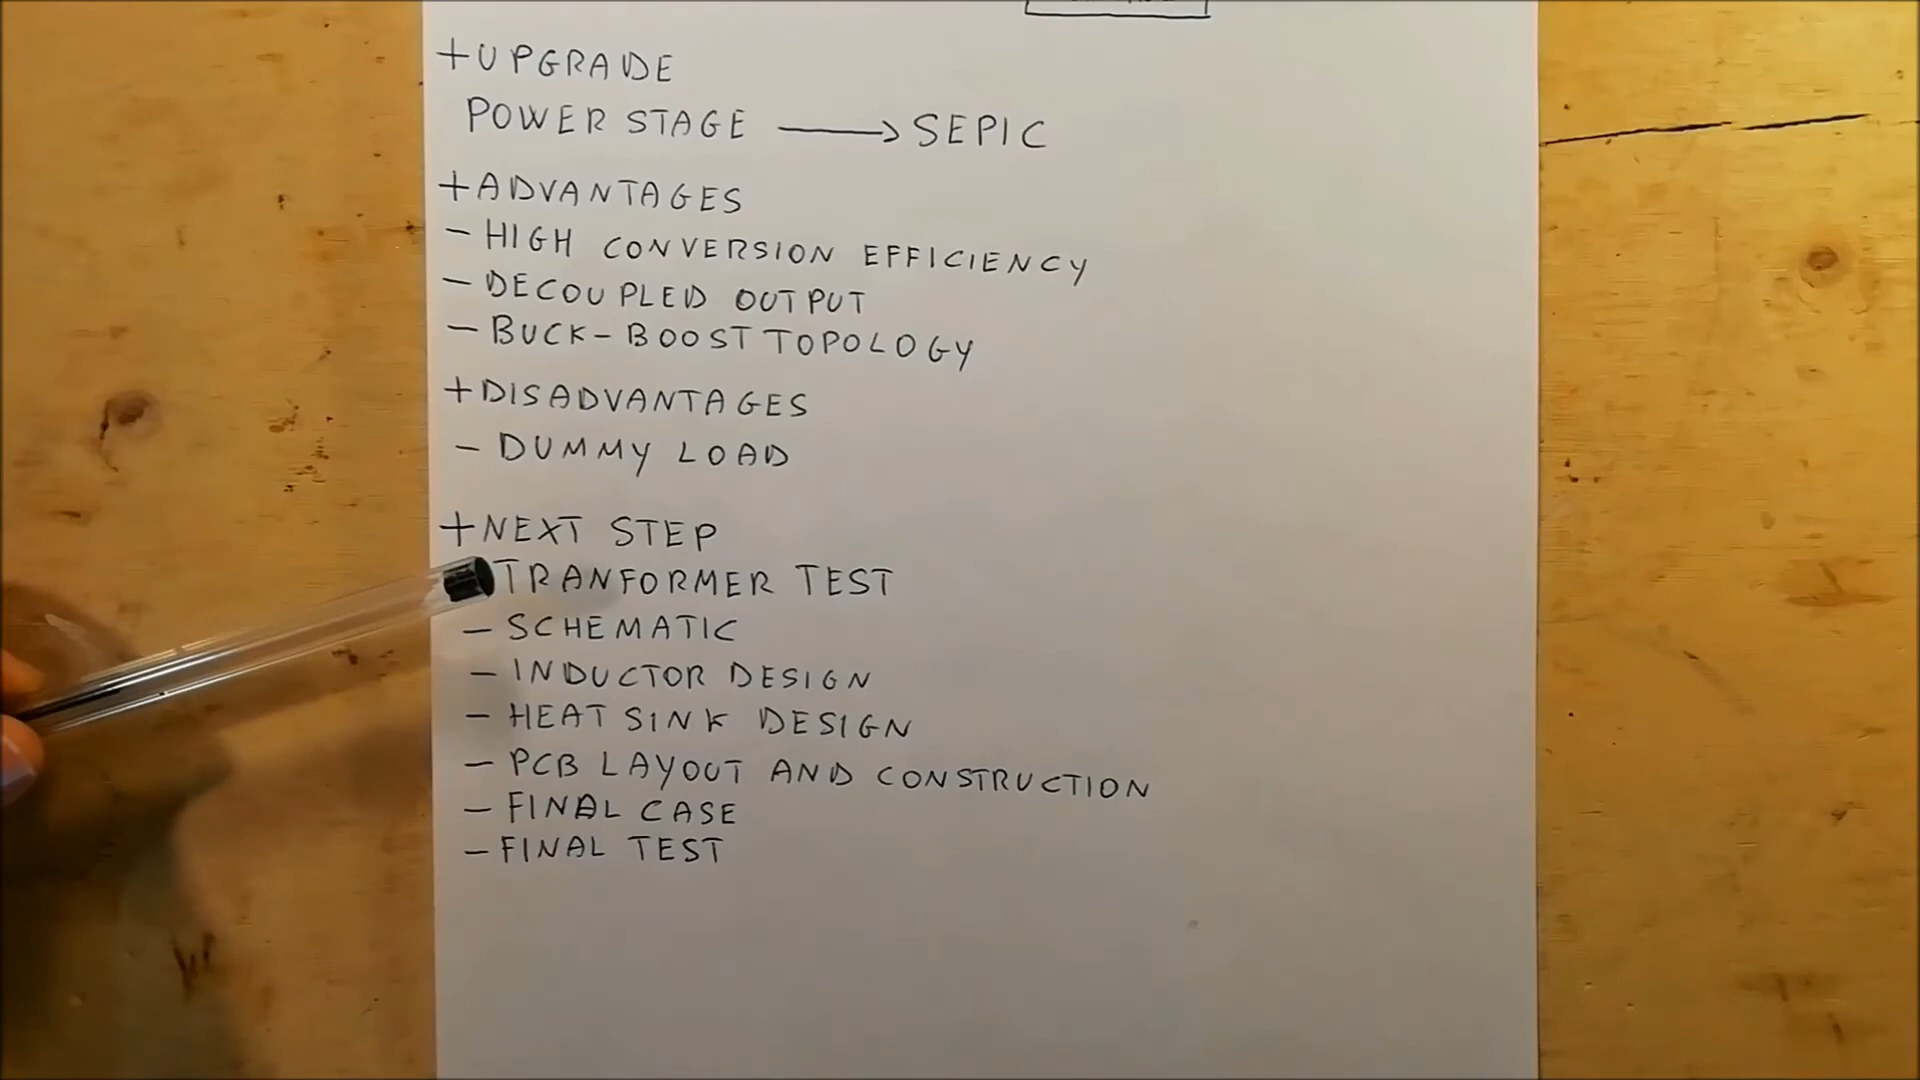 +UPGRADE
POWER STAGE → SEPIC
+ADVANTAGES
- HIGH CONVERSION EFFICIENCY
- DECOUPLED OUTPUT
- BUCK-BOOST TOPOLOGY
+DISADVANTAGES
- DUMMY LOAD
+NEXT STEP
TRANFORMER TEST
- SCHEMATIC
- INDUCTOR DESIGN
- HEAT SINK DESIGN
- PCB LAYOUT AND CONSTRUCTION
- FINAL CASE
- FINAL TEST